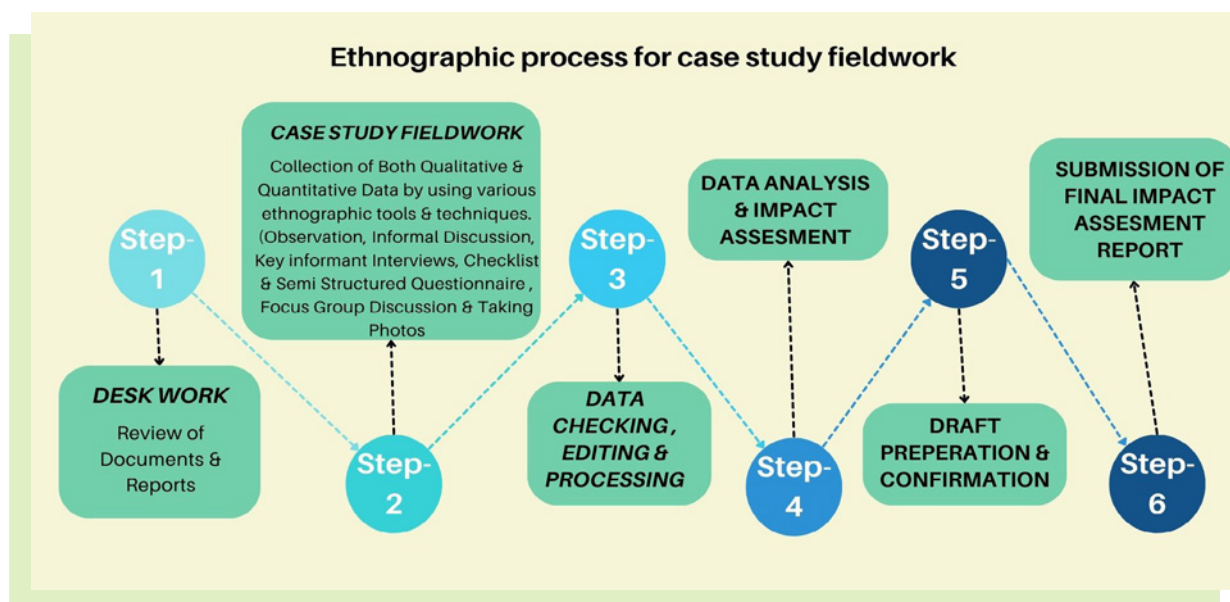 Ethnographic process for case study fieldwork
Step-
1
DESK WORK
Review of
Documents &
Reports
CASE STUDY FIELDWORK
Collection of Both Qualitative &
Quantitative Data by using various
ethnographic tools & techniques.
(Observation, Informal Discussion,
Key informant Interviews, Checklist
& Semi Structured Questionnaire ,
Focus Group Discussion & Taking
Photos
Step-
2
Step-
3
DATA
CHECKING ,
EDITING &
PROCESSING
DATA ANALYSIS
& IMPACT
ASSESMENT
Step-
4
Step-
5
DRAFT
PREPERATION &
CONFIRMATION
SUBMISSION OF
FINAL IMPACT
ASSESMENT
REPORT
Step-
6